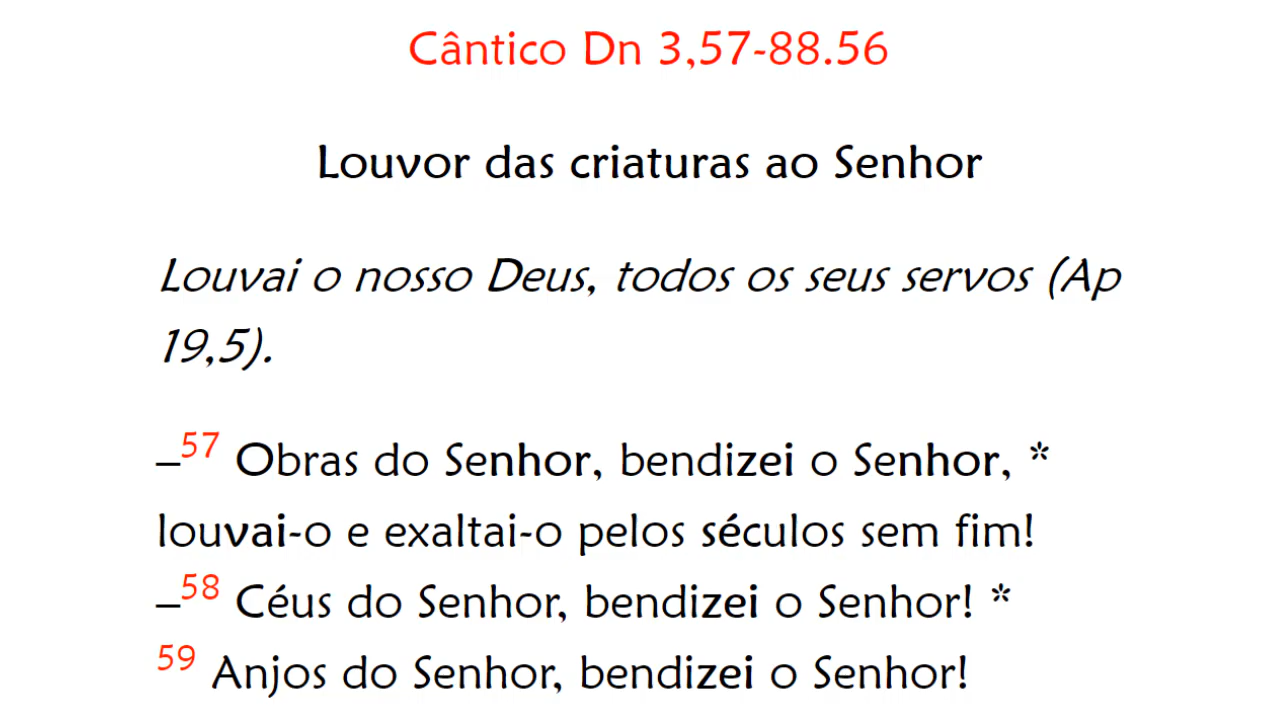 Cântico Dn 3,57-88.56
Louvor das criaturas ao Senhor
Louvai o nosso Deus, todos os seus servos (Ap
19,5).
–57 Obras do Senhor, bendizei o Senhor, *
louvai-o e exaltai-o pelos séculos sem fim!
–58 Céus do Senhor, bendizei o Senhor! *
59 Anjos do Senhor, bendizei o Senhor!